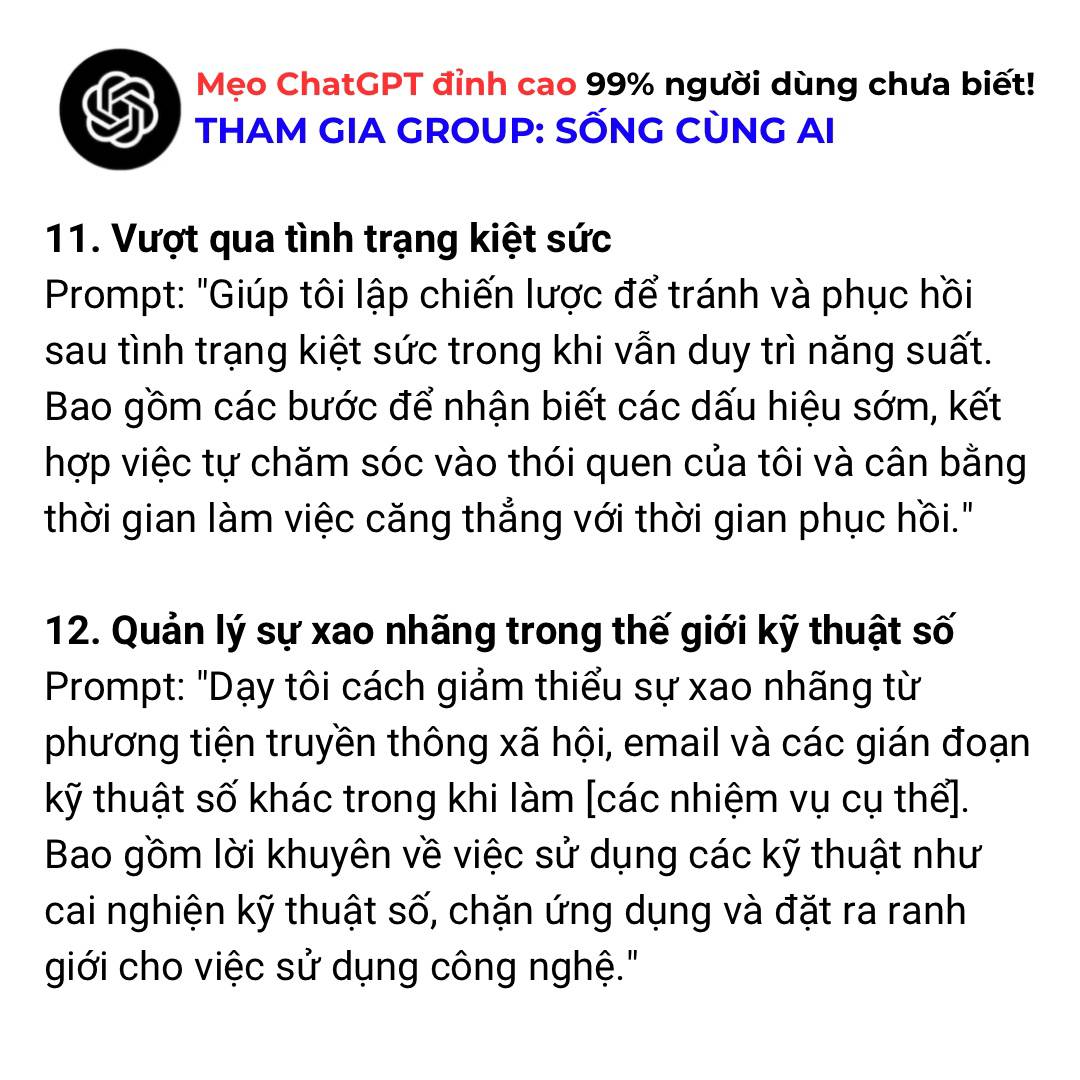 Mẹo ChatGPT đỉnh cao 99% người dùng chưa biết!
THAM GIA GROUP: SỐNG CÙNG AI
11. Vượt qua tình trạng kiệt sức
Prompt: "Giúp tôi lập chiến lược để tránh và phục hồi
sau tình trạng kiệt sức trong khi vẫn duy trì năng suất.
Bao gồm các bước để nhận biết các dấu hiệu sớm, kết
hợp việc tự chăm sóc vào thói quen của tôi và cân bằng
thời gian làm việc căng thẳng với thời gian phục hồi."
12. Quản lý sự xao nhãng trong thế giới kỹ thuật số
Prompt: "Dạy tôi cách giảm thiểu sự xao nhãng từ
phương tiện truyền thông xã hội, email và các gián đoạn
kỹ thuật số khác trong khi làm [các nhiệm vụ cụ thể].
Bao gồm lời khuyên về việc sử dụng các kỹ thuật như
cai nghiện kỹ thuật số, chặn ứng dụng và đặt ra ranh
giới cho việc sử dụng công nghệ."